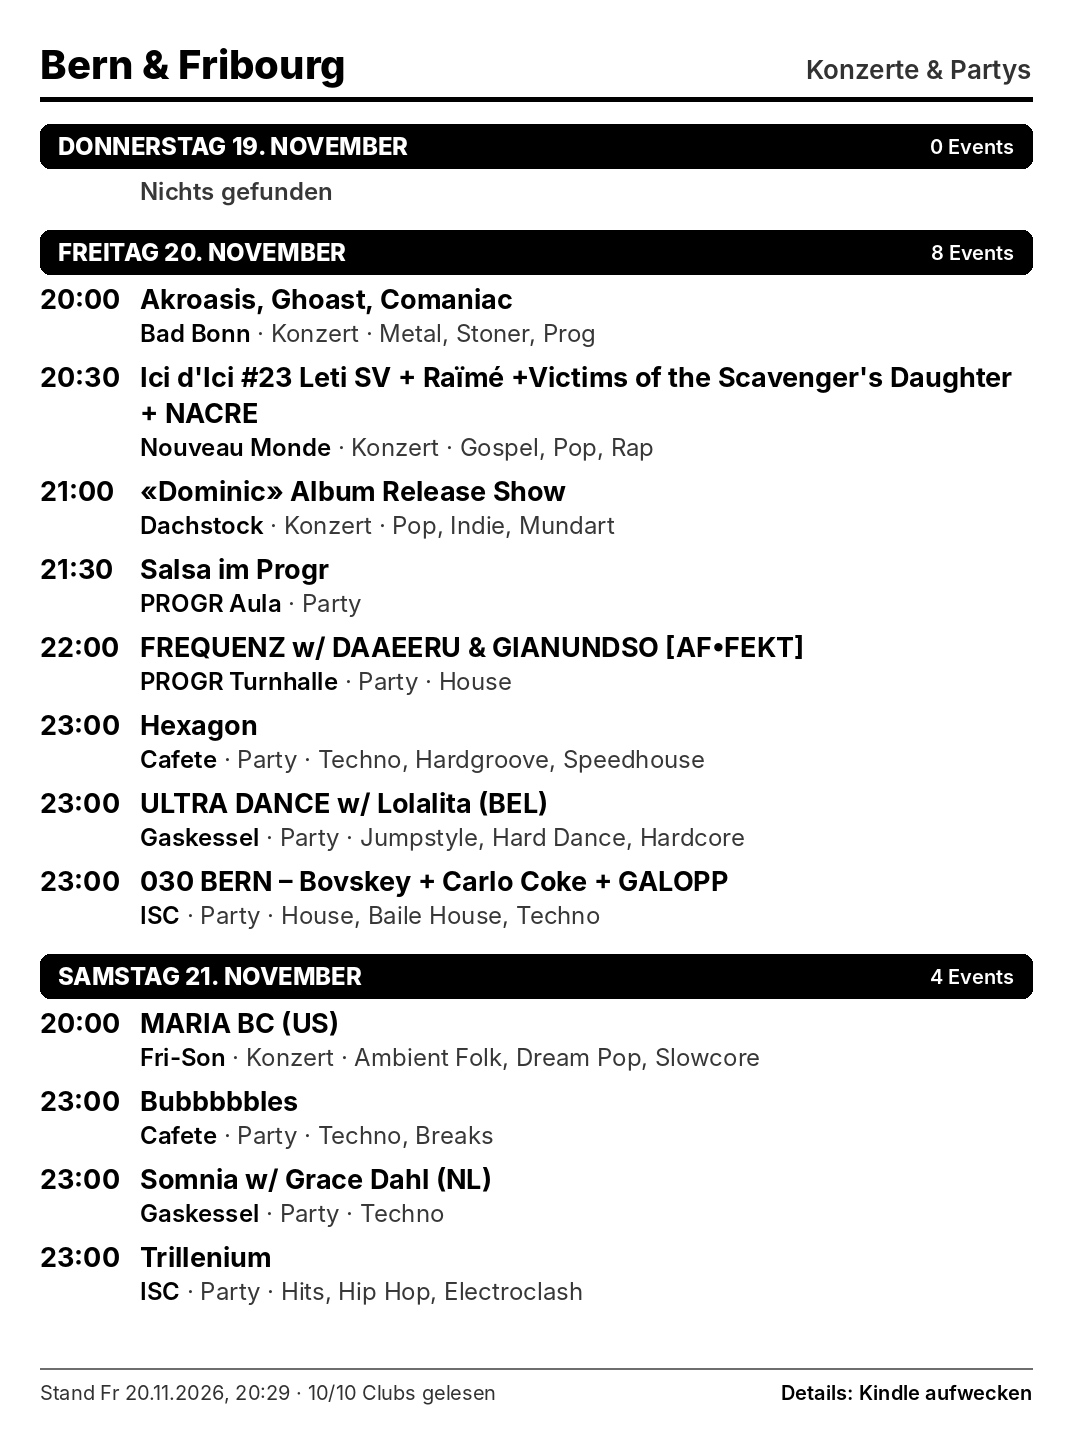 Bern & Fribourg
Konzerte & Partys
DONNERSTAG 19. NOVEMBER
0 Events
Nichts gefunden
FREITAG 20. NOVEMBER
8 Events
20:00 Akroasis, Ghoast, Comaniac
Bad Bonn · Konzert · Metal, Stoner, Prog
20:30 Ici d'Ici #23 Leti SV + Raïmé +Victims of the Scavenger's Daughter
+ NACRE
Nouveau Monde · Konzert · Gospel, Pop, Rap
21:00 «Dominic» Album Release Show
Dachstock · Konzert · Pop, Indie, Mundart
21:30 Salsa im Progr
PROGR Aula · Party
22:00 FREQUENZ w/ DAAEERU & GIANUNDSO [AF•FEKT]
PROGR Turnhalle · Party · House
23:00 Hexagon
Cafete · Party · Techno, Hardgroove, Speedhouse
23:00 ULTRA DANCE w/ Lolalita (BEL)
Gaskessel · Party · Jumpstyle, Hard Dance, Hardcore
23:00 030 BERN – Bovskey + Carlo Coke + GALOPP
ISC · Party · House, Baile House, Techno
SAMSTAG 21. NOVEMBER
4 Events
20:00 MARIA BC (US)
Fri-Son · Konzert · Ambient Folk, Dream Pop, Slowcore
23:00 Bubbbbbles
Cafete · Party · Techno, Breaks
23:00 Somnia w/ Grace Dahl (NL)
Gaskessel · Party · Techno
23:00 Trillenium
ISC · Party · Hits, Hip Hop, Electroclash
Stand Fr 20.11.2026, 20:29 · 10/10 Clubs gelesen
Details: Kindle aufwecken